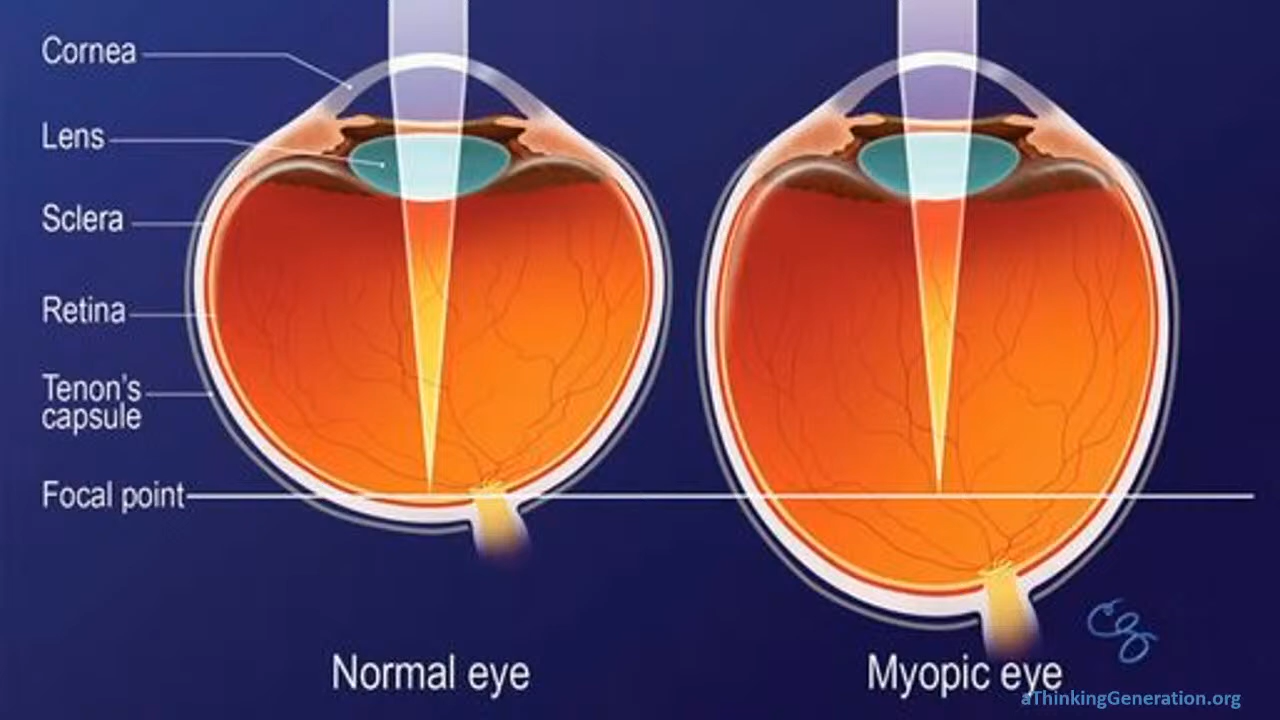 Cornea
Lens
Sclera
Retina
Tenon's
capsule
Focal point
Normal eye
Myopic eye
aThinkingGeneration.org